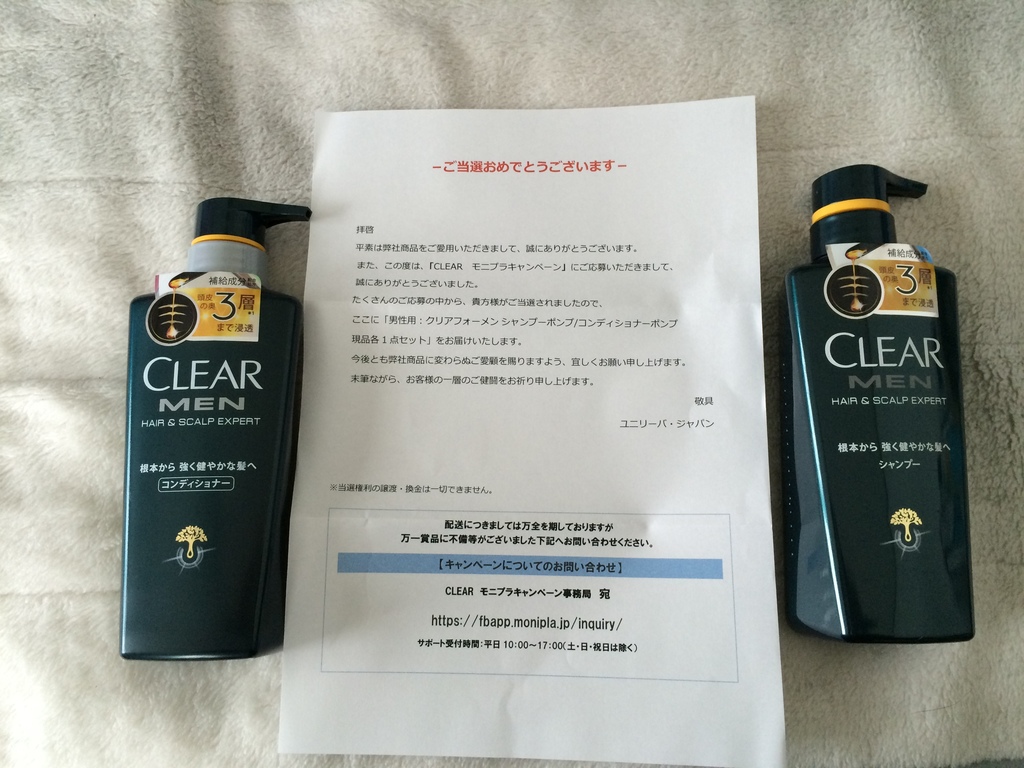 －ご当選おめでとうございます－
拝啓
平素は弊社商品をご愛用いただきまして、誠にありがとうございます。
また、この度は、『CLEAR　モニプラキャンペーン』にご応募いただきまして、
誠にありがとうございました。
たくさんのご応募の中から、貴方様がご当選されましたので、
ここに「男性用：クリアフォーメン シャンプーポンプ/コンディショナーポンプ
現品各１点セット」をお届けいたします。
今後とも弊社商品に変わらぬご愛顧を賜りますよう、宜しくお願い申し上げます。
末筆ながら、お客様の一層のご健闘をお祈り申し上げます。
敬具
ユニリーバ・ジャパン
※当選権利の譲渡・換金は一切できません。
配送につきましては万全を期しておりますが
万一賞品に不備等がございました下記へお問い合わせください。
【キャンペーンについてのお問い合わせ】
CLEAR モニプラキャンペーン事務局 宛
https://fbapp.monipla.jp/inquiry/
サポート受付時間：平日 10:00～17:00（土・日・祝日は除く）
補給成分
頭皮の奥
3層
まで浸透
CLEAR
MEN
HAIR & SCALP EXPERT
根本から 強く健やかな髪へ
コンディショナー
補給成分
頭皮の奥
3層
まで浸透
CLEAR
MEN
HAIR & SCALP EXPERT
根本から 強く健やかな髪へ
シャンプー